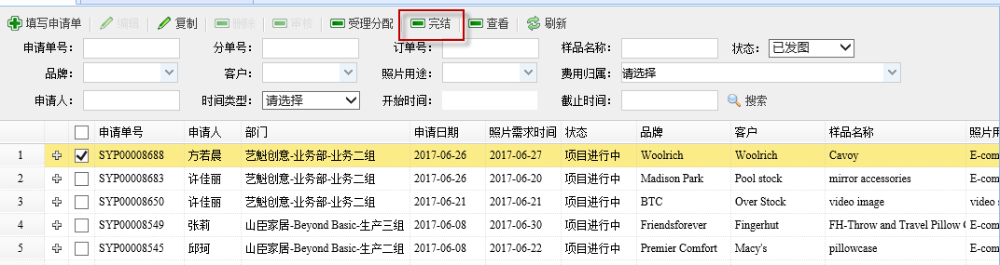 填写申请单 编辑 复制 删除 审核 受理分配 完结 查看 刷新
申请单号: 分单号: 订单号: 样品名称: 状态: 已发图
品牌: 客户: 照片用途: 费用归属: 请选择
申请人: 时间类型: 请选择 开始时间: 截止时间: 搜索
申请单号 申请人 部门 申请日期 照片需求时间 状态 品牌 客户 样品名称 照片用
1 SYP00008688 方若晨 艺魁创意-业务部-业务二组 2017-06-26 2017-06-27 项目进行中 Woolrich Woolrich Cavoy E-com
2 SYP00008683 许佳丽 艺魁创意-业务部-业务二组 2017-06-26 2017-06-20 项目进行中 Madison Park Pool stock mirror accessories E-com
3 SYP00008650 许佳丽 艺魁创意-业务部-业务二组 2017-06-21 2017-06-21 项目进行中 BTC Over Stock video image video s
4 SYP00008549 张莉 山臣家居-Beyond Basic-生产三组 2017-06-08 2017-06-30 项目进行中 Friendsforever Fingerhut FH-Throw and Travel Pillow C E-com
5 SYP00008545 邱珂 山臣家居-Beyond Basic-生产二组 2017-06-08 2017-06-22 项目进行中 Premier Comfort Macy's pillowcase E-com